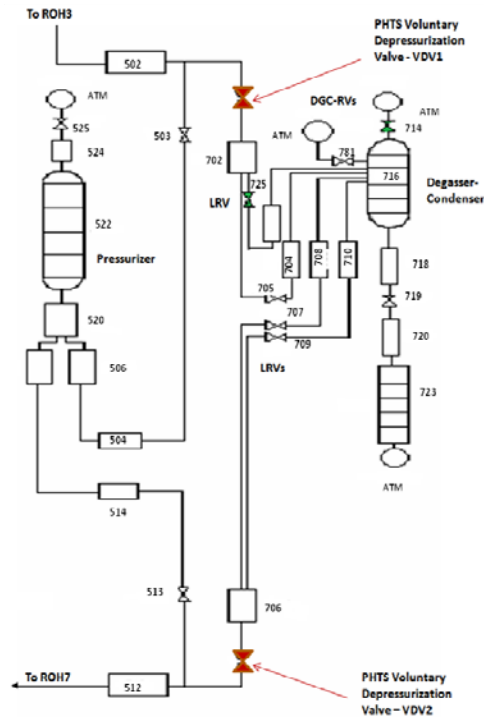 To ROH3
PHTS Voluntary
Depressurization
Valve - VDV1
502
ATM
DGC-RVs
ATM
525
503
ATM
714
524
702
781
725
716
522
LRV
Degasser-
Condenser
Pressurizer
704
708
710
718
705
719
707
520
709
720
506
LRVs
723
504
ATM
514
513
706
To ROH7
512
PHTS Voluntary
Depressurization
Valve – VDV2